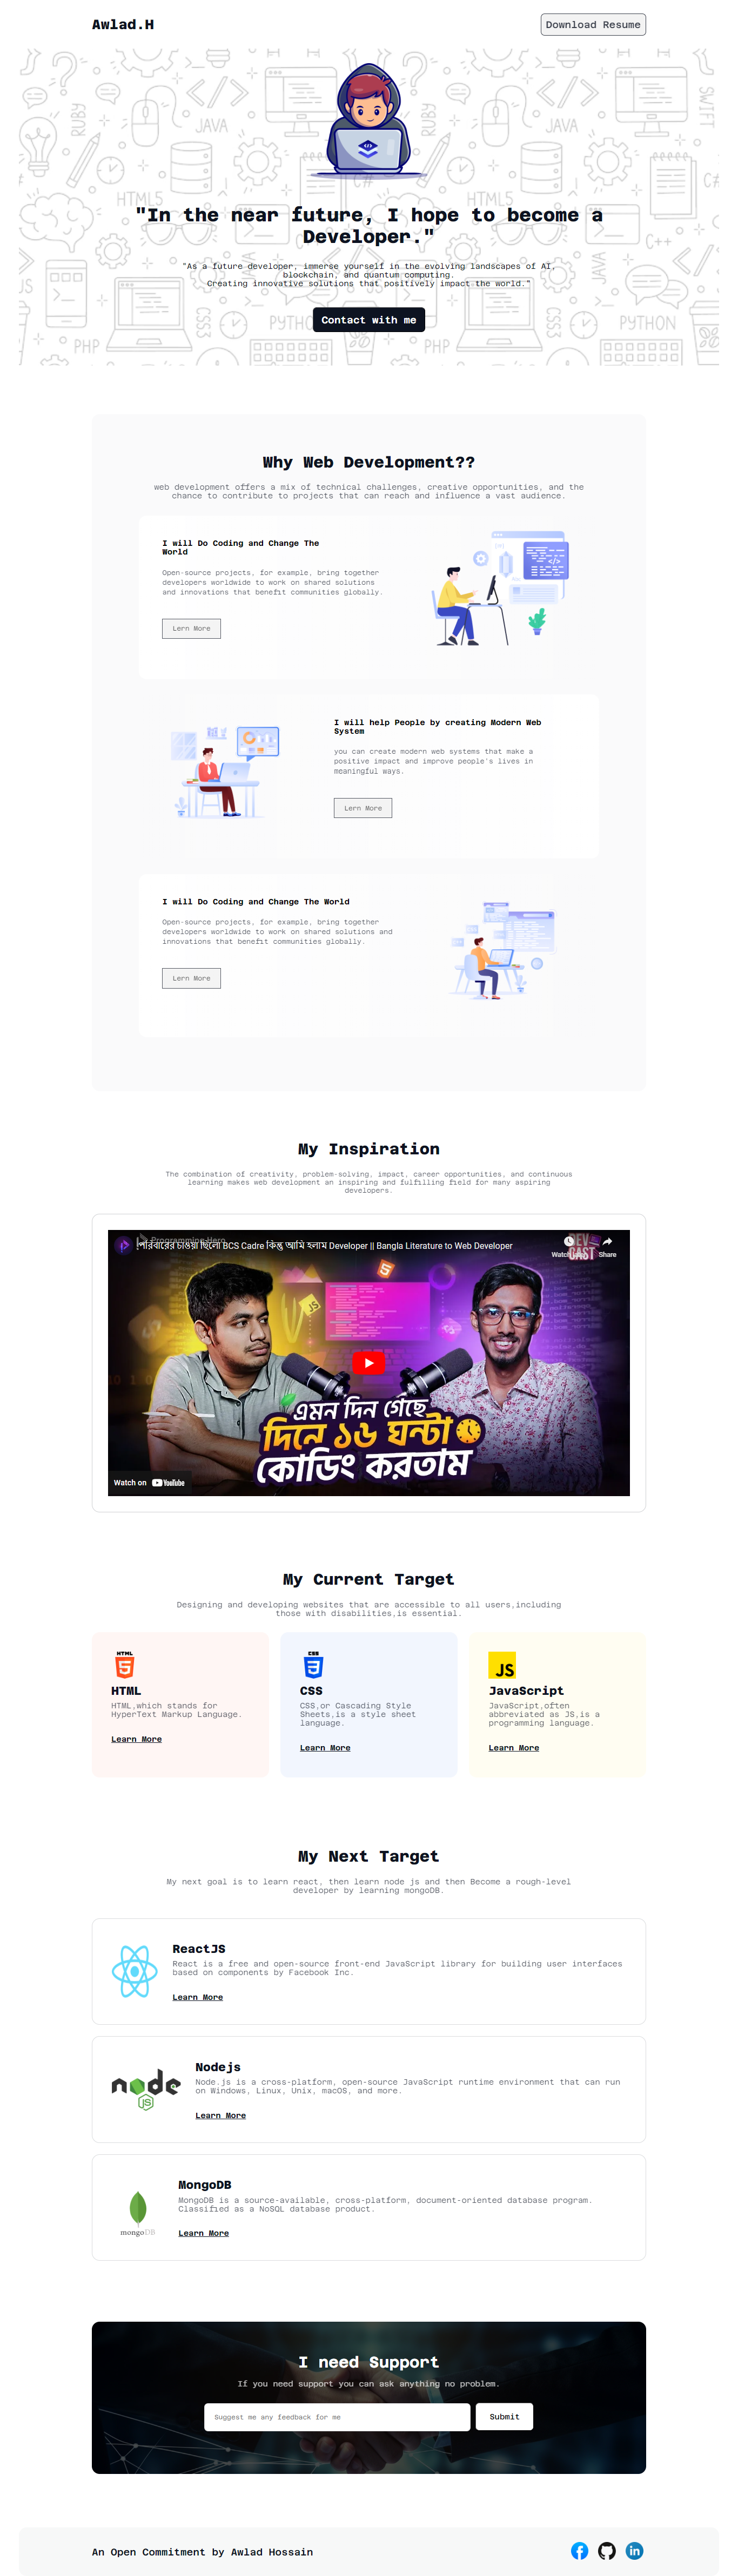 Awlad.H
Download Resume
RUBY
JAVA
SWIFT
C#
HTML5
C++
CSS
PYTHON
PHP
"In the near future, I hope to become a
Developer."
"As a future developer, immerse yourself in the evolving landscapes of AI,
blockchain, and quantum computing.
Creating innovative solutions that positively impact the world."
Contact with me
Why Web Development??
web development offers a mix of technical challenges, creative opportunities, and the
chance to contribute to projects that can reach and influence a vast audience.
I will Do Coding and Change The
World
Open-source projects, for example, bring together
developers worldwide to work on shared solutions
and innovations that benefit communities globally.
Lern More
I will help People by creating Modern Web
System
you can create modern web systems that make a
positive impact and improve people's lives in
meaningful ways.
Lern More
I will Do Coding and Change The World
Open-source projects, for example, bring together
developers worldwide to work on shared solutions and
innovations that benefit communities globally.
Lern More
My Inspiration
The combination of creativity, problem-solving, impact, career opportunities, and continuous
learning makes web development an inspiring and fulfilling field for many aspiring
developers.
পরিবারের চাওয়া ছিলো BCS Cadre কিন্তু আমি হলাম Developer || Bangla Literature to Web Developer
Programming Hero
DEV CAST
Share
JS
এমন দিন গেছে
দিনে ১৬ ঘন্টা
কোডিং করতাম
Watch on YouTube
My Current Target
Designing and developing websites that are accessible to all users,including
those with disabilities,is essential.
HTML
HTML
HTML,which stands for
HyperText Markup Language.
Learn More
CSS
CSS
CSS,or Cascading Style
Sheets,is a style sheet
language.
Learn More
JS
JavaScript
JavaScript,often
abbreviated as JS,is a
programming language.
Learn More
My Next Target
My next goal is to learn react, then learn node js and then Become a rough-level
developer by learning mongoDB.
ReactJS
React is a free and open-source front-end JavaScript library for building user interfaces
based on components by Facebook Inc.
Learn More
node
JS
Nodejs
Node.js is a cross-platform, open-source JavaScript runtime environment that can run
on Windows, Linux, Unix, macOS, and more.
Learn More
mongoDB
MongoDB
MongoDB is a source-available, cross-platform, document-oriented database program.
Classified as a NoSQL database product.
Learn More
I need Support
If you need support you can ask anything no problem.
Suggest me any feedback for me
Submit
An Open Commitment by Awlad Hossain